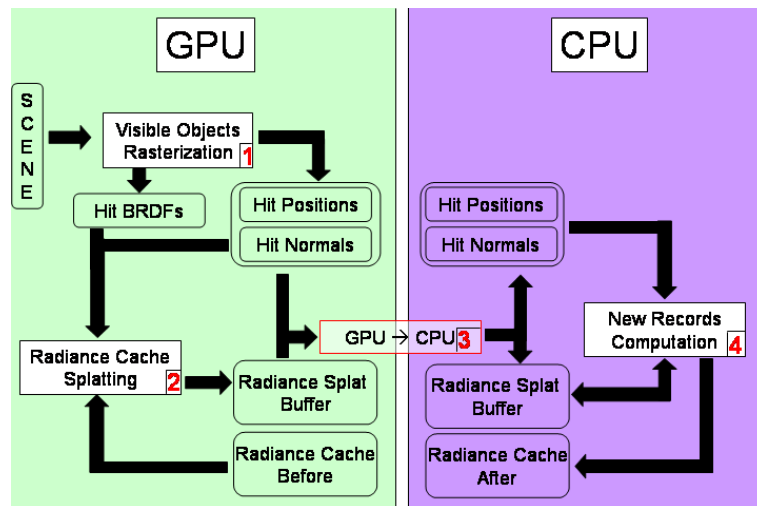 GPU
CPU
S
C
E
N
E
Visible Objects
Rasterization 1
Hit BRDFs
Hit Positions
Hit Normals
GPU → CPU 3
Radiance Cache
Splatting 2
Radiance Splat
Buffer
Radiance Cache
Before
Hit Positions
Hit Normals
New Records
Computation 4
Radiance Splat
Buffer
Radiance Cache
After